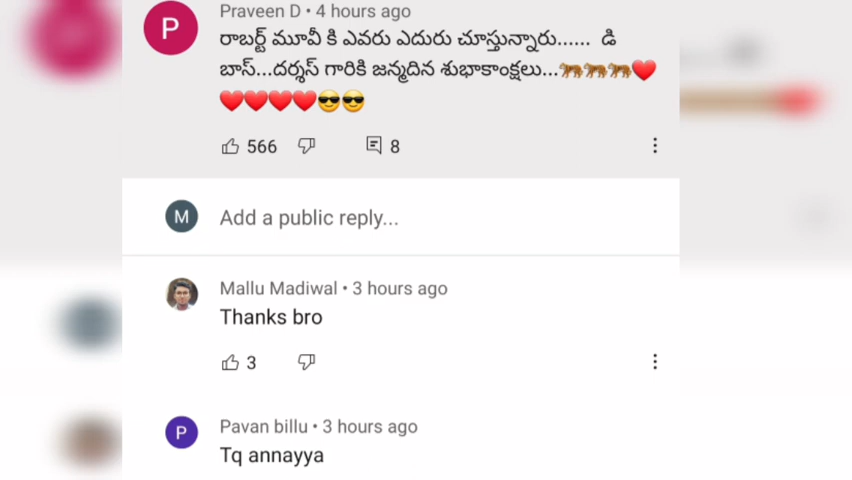 P
Praveen D • 4 hours ago
రాబర్ట్ మూవీ కి ఎవరు ఎదురు చూస్తున్నారు...... డి
బాస్...దర్శస్ గారికి జన్మదిన శుభాకాంక్షలు...🐅🐅🐅❤️
❤️❤️❤️❤️😎😎
566 8
M
Add a public reply...
Mallu Madiwal • 3 hours ago
Thanks bro
3
P
Pavan billu • 3 hours ago
Tq annayya